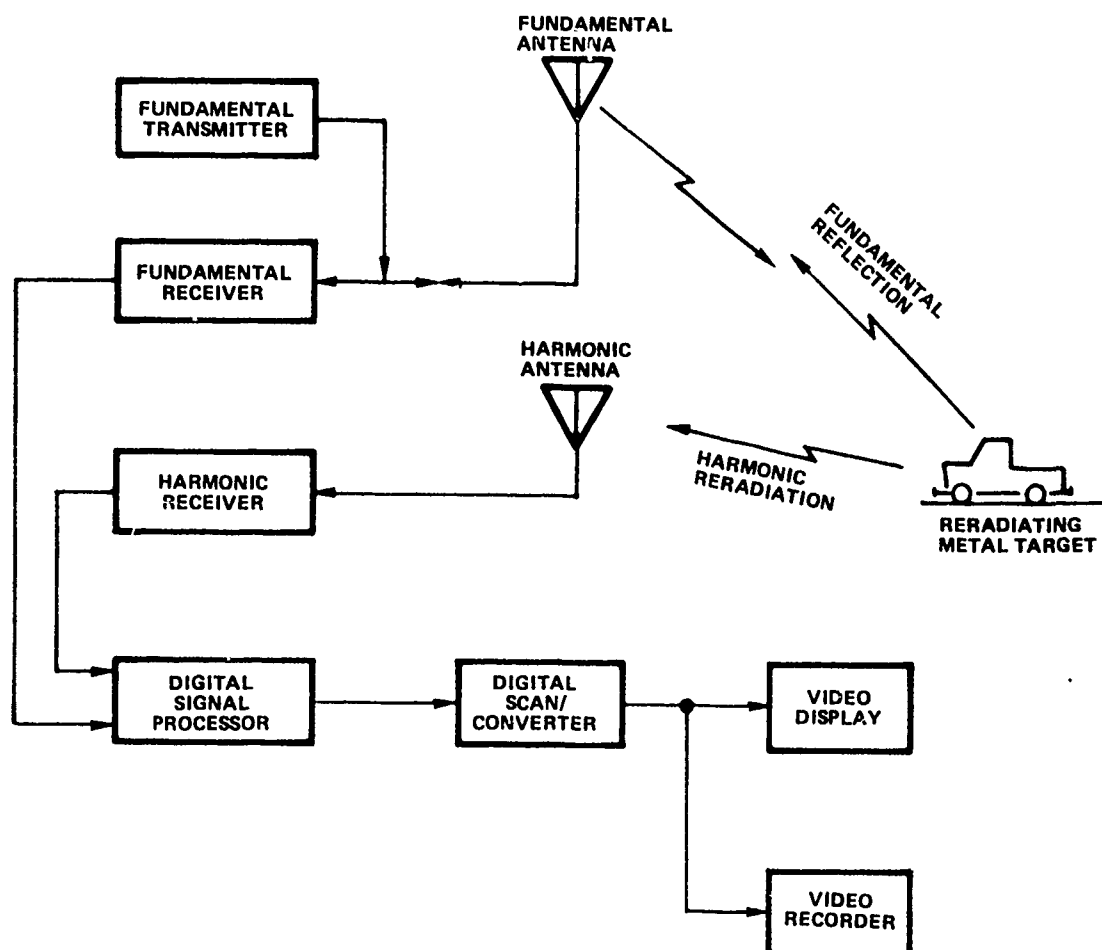 FUNDAMENTAL
ANTENNA
FUNDAMENTAL
TRANSMITTER
FUNDAMENTAL
REFLECTION
FUNDAMENTAL
RECEIVER
HARMONIC
ANTENNA
HARMONIC
RERADIATION
HARMONIC
RECEIVER
RERADIATING
METAL TARGET
DIGITAL
SIGNAL
PROCESSOR
DIGITAL
SCAN/
CONVERTER
VIDEO
DISPLAY
VIDEO
RECORDER